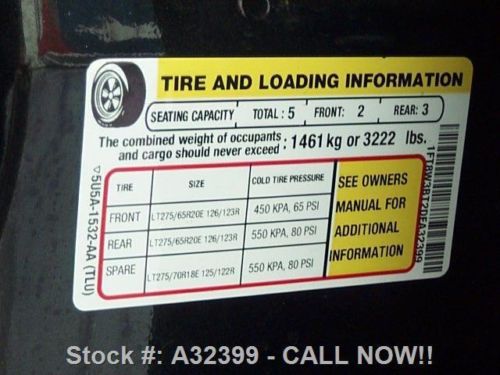 TIRE AND LOADING INFORMATION
SEATING CAPACITY TOTAL : 5 FRONT: 2 REAR: 3
The combined weight of occupants and cargo should never exceed : 1461 kg or 3222 lbs.
TIRE SIZE COLD TIRE PRESSURE
FRONT LT275/65R20E 126/123R 450 KPA, 65 PSI
REAR LT275/65R20E 126/123R 550 KPA, 80 PSI
SPARE LT275/70R18E 125/122R 550 KPA, 80 PSI
SEE OWNERS
MANUAL FOR
ADDITIONAL
INFORMATION
5U5A-1532-AA (TLU)
Stock #: A32399 - CALL NOW!!